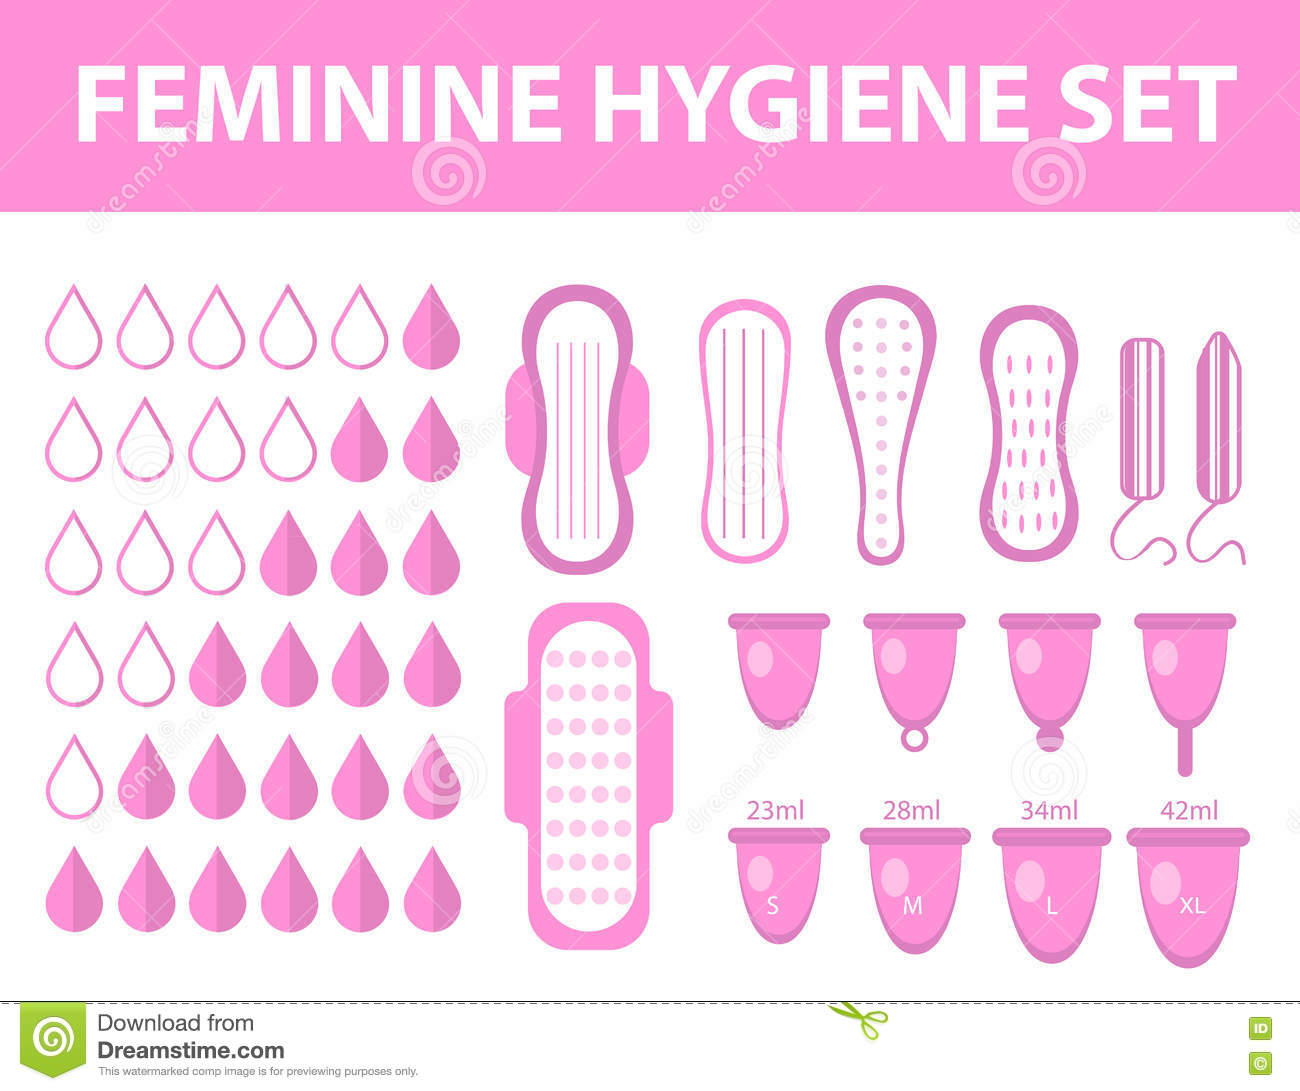 FEMININE HYGIENE SET
23ml 28ml 34ml 42ml
S M L XL
Download from
Dreamstime.com
This watermarked comp image is for previewing purposes only.
ID
©
dreamstime